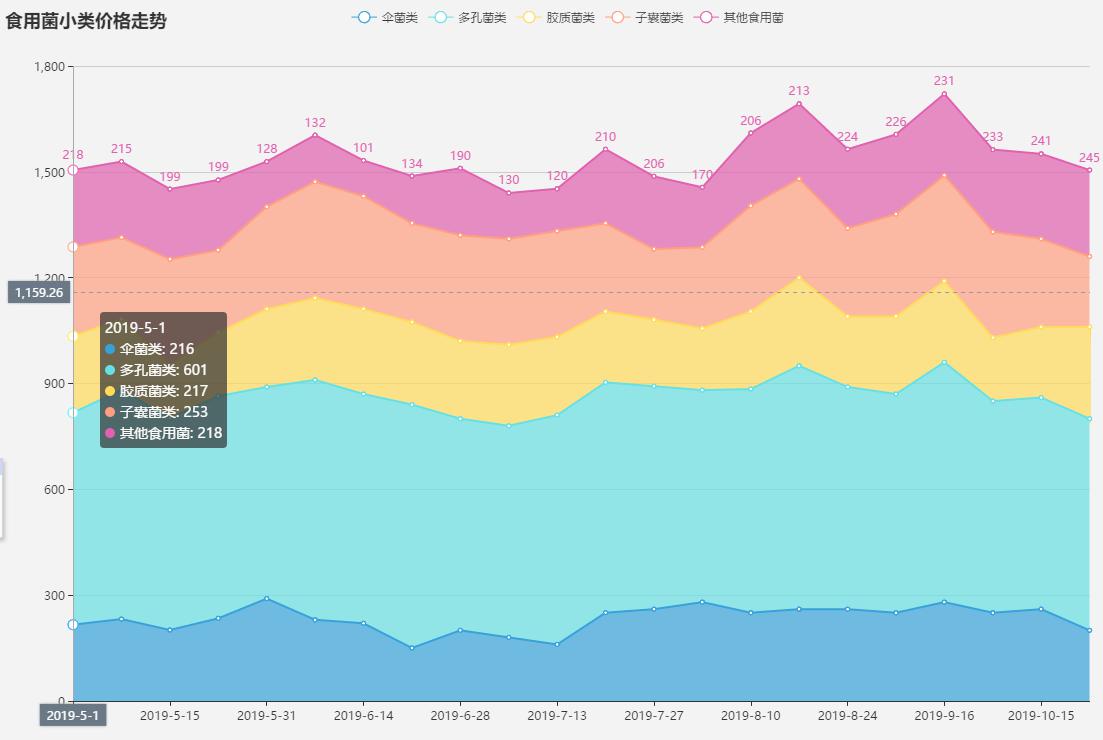 食用菌小类价格走势
伞菌类 多孔菌类 胶质菌类 子囊菌类 其他食用菌
1,800
1,500
1,200
1,159.26
900
600
300
0
218 215 199 199 128 132 101 134 190 130 120 210 206 170 206 213 224 226 231 233 241 245
2019-5-1
伞菌类: 216
多孔菌类: 601
胶质菌类: 217
子囊菌类: 253
其他食用菌: 218
2019-5-1 2019-5-15 2019-5-31 2019-6-14 2019-6-28 2019-7-13 2019-7-27 2019-8-10 2019-8-24 2019-9-16 2019-10-15